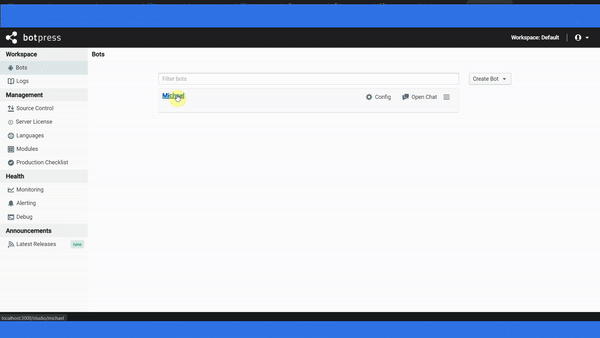 botpress
Workspace: Default
Workspace
Bots
Bots
Logs
Management
Source Control
Server License
Languages
Modules
Production Checklist
Health
Monitoring
Alerting
Debug
Announcements
Latest Releases
new
Filter bots
Create Bot
Michael
Config
Open Chat
localhost:3000/studio/michael